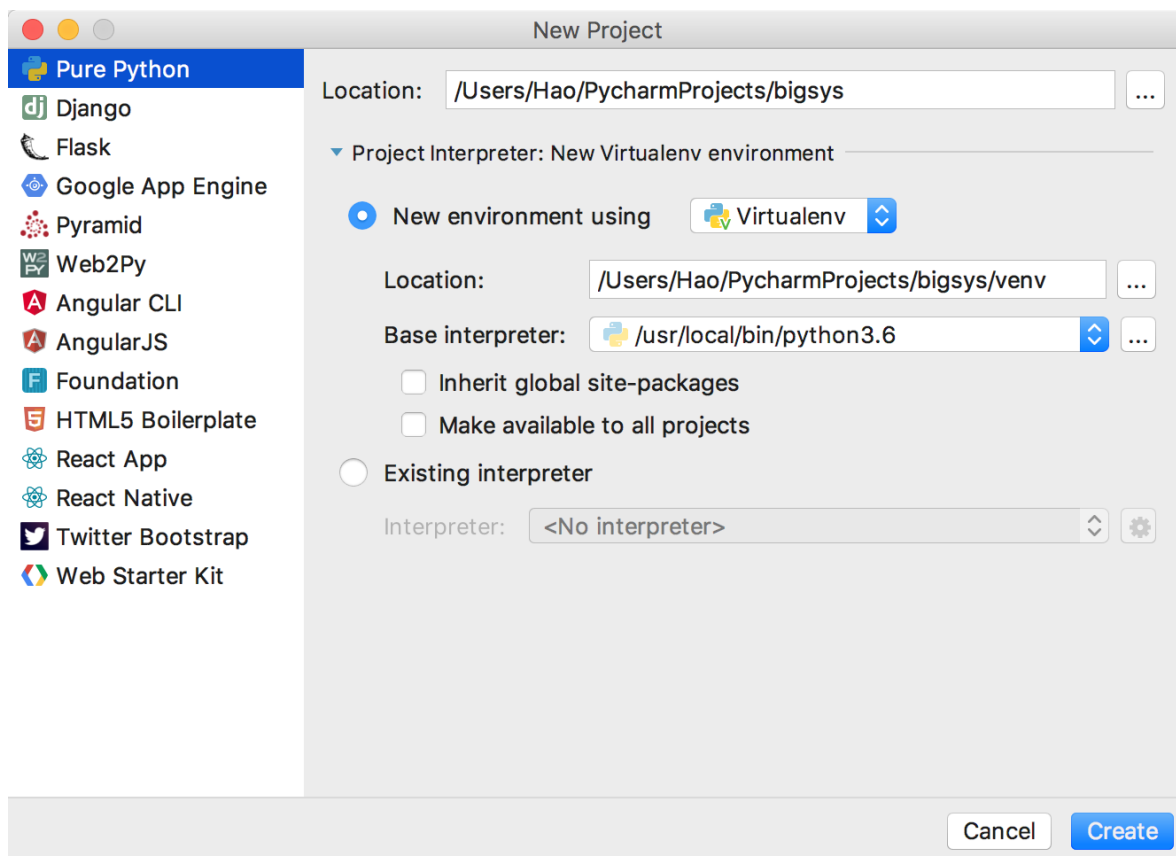 New Project
Pure Python
Django
Flask
Google App Engine
Pyramid
Web2Py
Angular CLI
AngularJS
Foundation
HTML5 Boilerplate
React App
React Native
Twitter Bootstrap
Web Starter Kit
Location: /Users/Hao/PycharmProjects/bigsys ...
Project Interpreter: New Virtualenv environment
New environment using Virtualenv
Location: /Users/Hao/PycharmProjects/bigsys/venv ...
Base interpreter: /usr/local/bin/python3.6 ...
Inherit global site-packages
Make available to all projects
Existing interpreter
Interpreter: <No interpreter>
Cancel Create